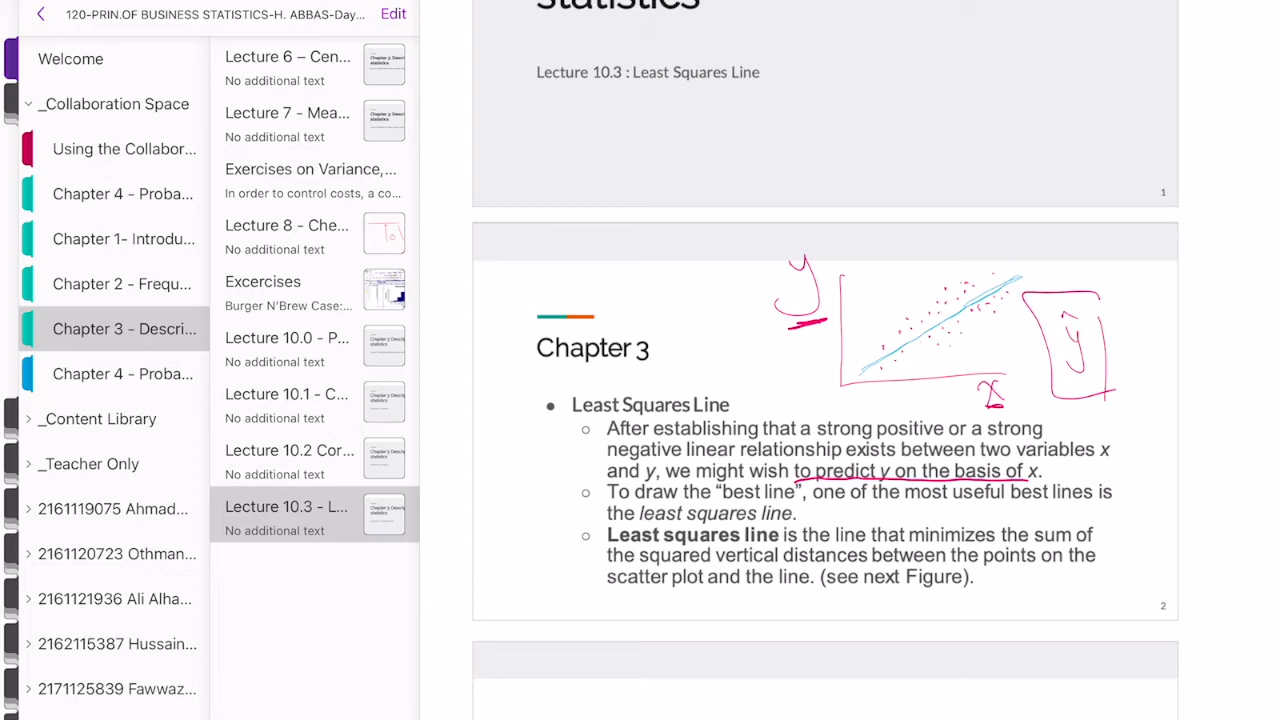 120-PRIN.OF BUSINESS STATISTICS-H. ABBAS-Day...
Edit
Welcome
_Collaboration Space
Using the Collabor...
Chapter 4 - Proba...
Chapter 1- Introdu...
Chapter 2 - Frequ...
Chapter 3 - Descri...
Chapter 4 - Proba...
_Content Library
_Teacher Only
2161119075 Ahmad...
2161120723 Othman...
2161121936 Ali Alha...
2162115387 Hussain...
2171125839 Fawwaz...
Lecture 6 – Cen...
No additional text
Lecture 7 - Mea...
No additional text
Exercises on Variance,...
In order to control costs, a co...
Lecture 8 - Che...
No additional text
Excercises
Burger N'Brew Case:...
Lecture 10.0 - P...
No additional text
Lecture 10.1 - C...
No additional text
Lecture 10.2 Cor...
No additional text
Lecture 10.3 - L...
No additional text
statistics
Lecture 10.3 : Least Squares Line
1
y
ŷ
x
Chapter 3
● Least Squares Line
○ After establishing that a strong positive or a strong
negative linear relationship exists between two variables x
and y, we might wish to predict y on the basis of x.
○ To draw the “best line”, one of the most useful best lines is
the least squares line.
○ Least squares line is the line that minimizes the sum of
the squared vertical distances between the points on the
scatter plot and the line. (see next Figure).
2